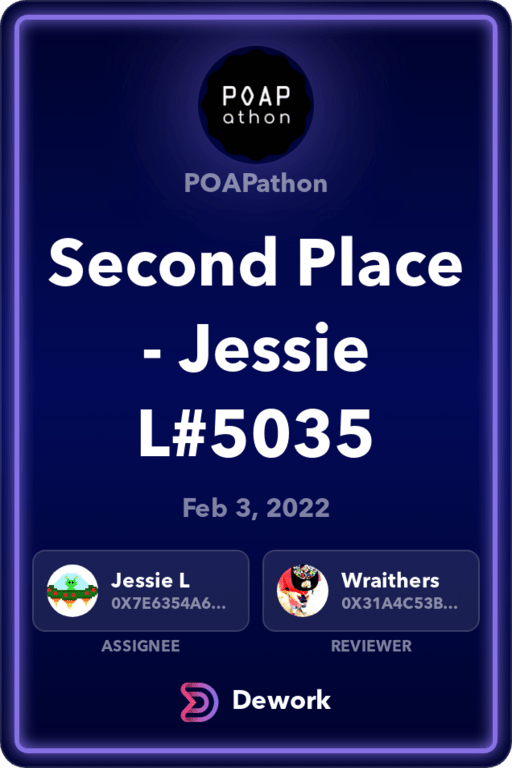 POAP
athon
POAPathon
Second Place
- Jessie
L#5035
Feb 3, 2022
Jessie L
0X7E6354A6...
Wraithers
0X31A4C53B...
ASSIGNEE
REVIEWER
Dework